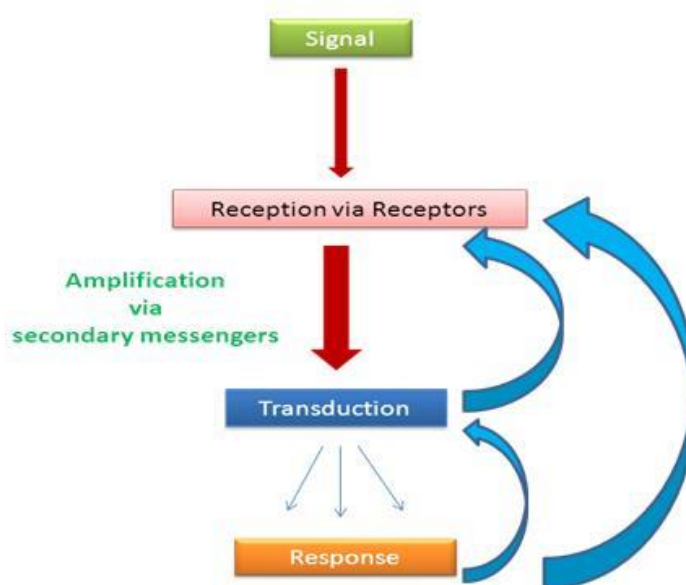 Signal
Reception via Receptors
Amplification
via
secondary messengers
Transduction
Response